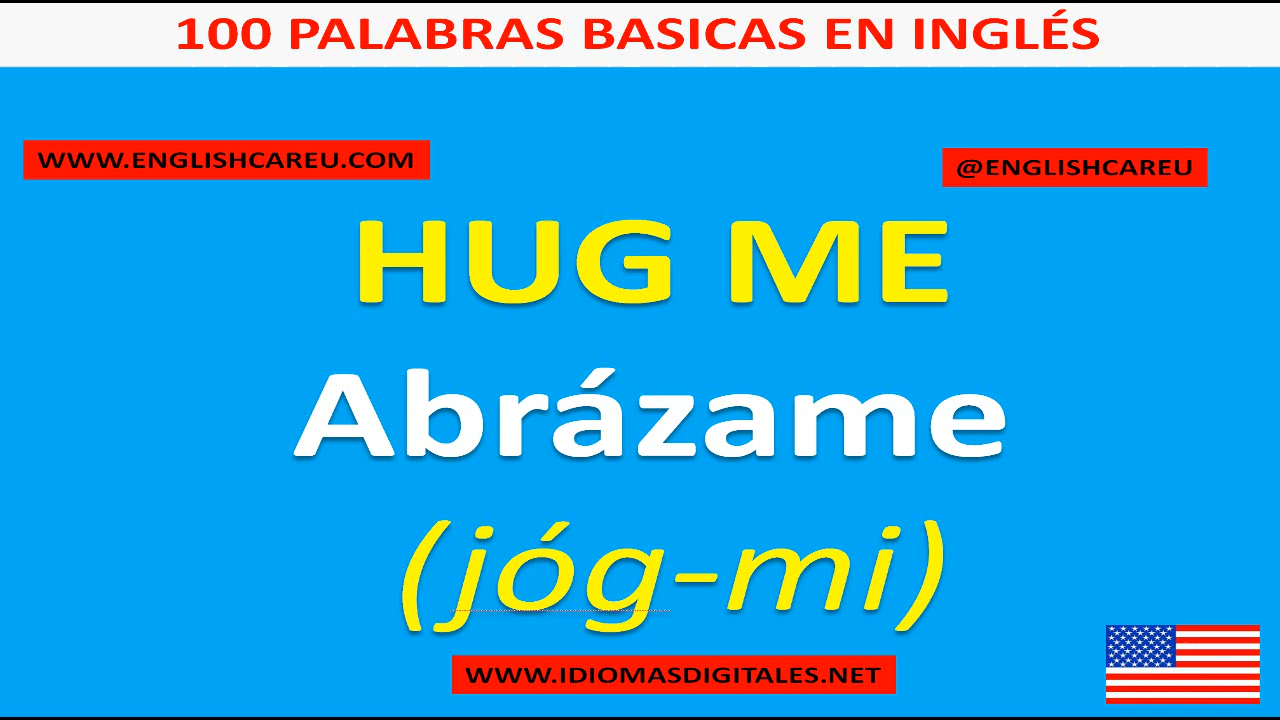 100 PALABRAS BASICAS EN INGLÉS
WWW.ENGLISHCAREU.COM
@ENGLISHCAREU
HUG ME
Abrázame
(jóg-mi)
WWW.IDIOMASDIGITALES.NET